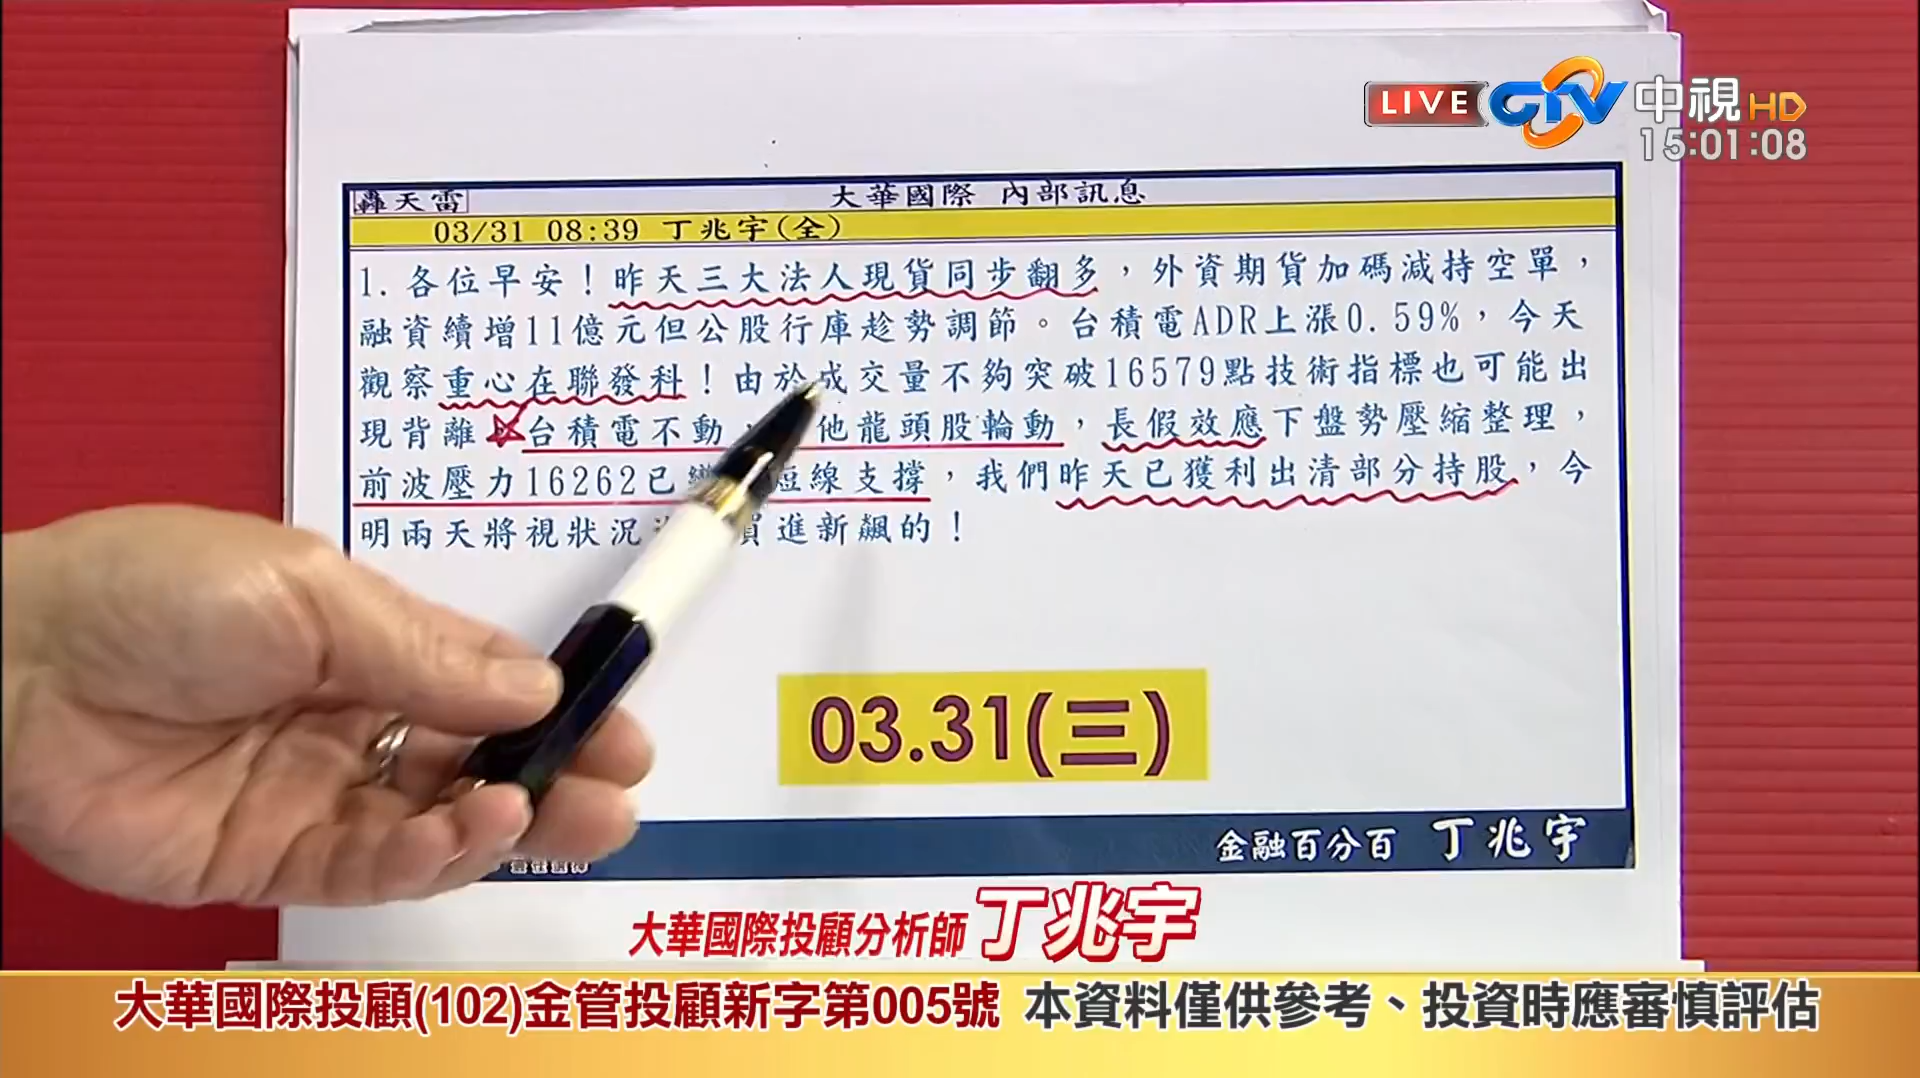 LIVE CTV 中視HD
15:01:08
轟天雷 大華國際 內部訊息
03/31 08:39 丁兆宇(全)
1. 各位早安！昨天三大法人現貨同步翻多，外資期貨加碼減持空單，
融資續增11億元但公股行庫趁勢調節。台積電ADR上漲0.59%，今天
觀察重心在聯發科！由於成交量不夠突破16579點技術指標也可能出
現背離 台積電不動， 他龍頭股輪動，長假效應下盤勢壓縮整理，
前波壓力16262已 短線支撐，我們昨天已獲利出清部分持股，今
明兩天將視狀況 買進新飆的！
03.31(三)
金融百分百 丁兆宇
大華國際投顧分析師 丁兆宇
大華國際投顧(102)金管投顧新字第005號 本資料僅供參考、投資時應審慎評估